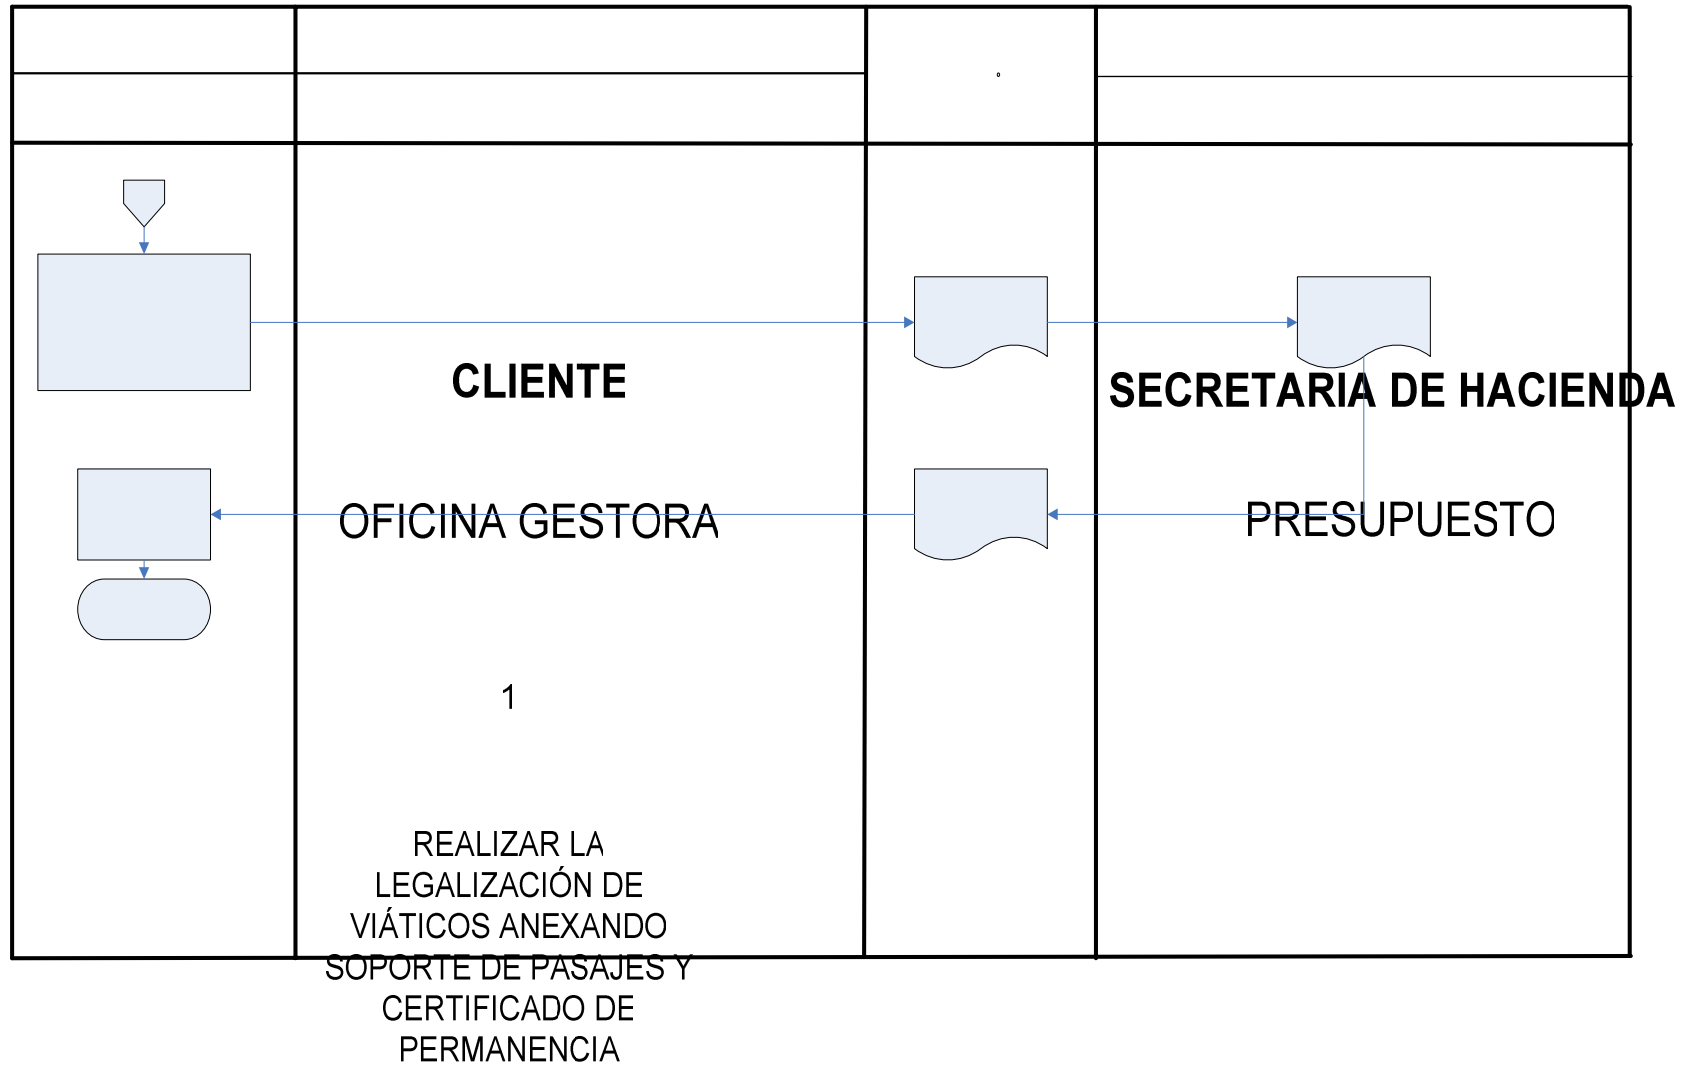 CLIENTE
SECRETARIA DE HACIENDA
OFICINA GESTORA
PRESUPUESTO
1
REALIZAR LA
LEGALIZACIÓN DE
VIÁTICOS ANEXANDO
SOPORTE DE PASAJES Y
CERTIFICADO DE
PERMANENCIA